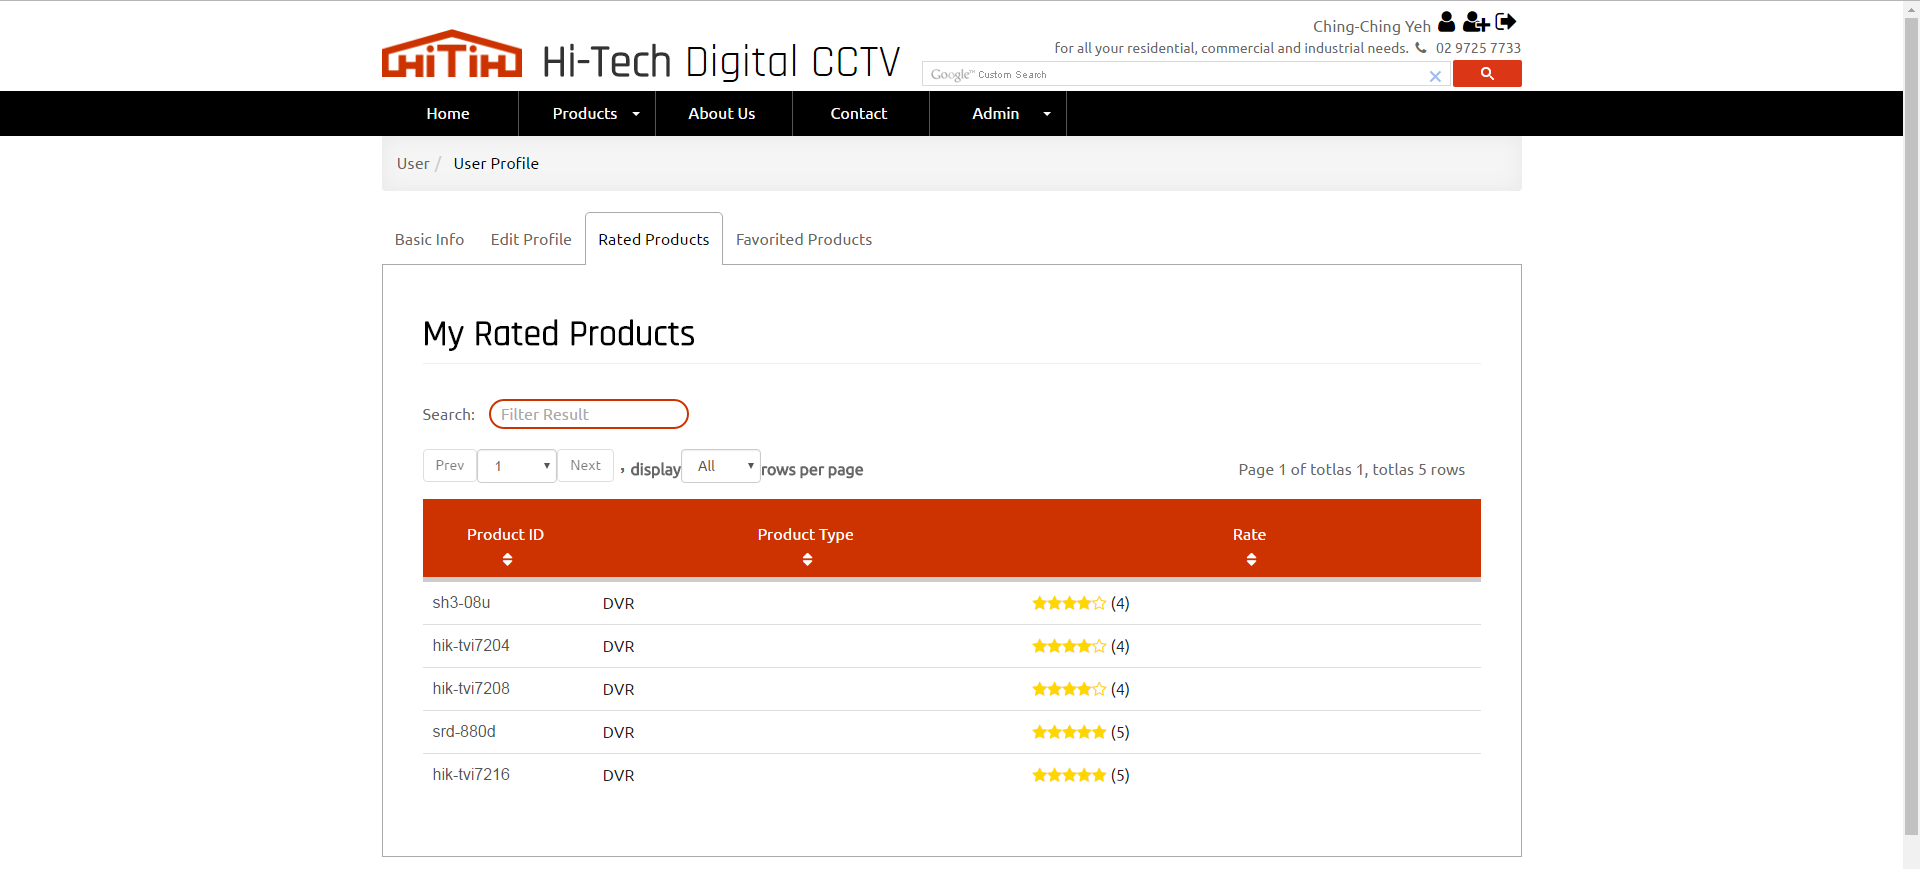 Ching-Ching Yeh
HiTiH Hi-Tech Digital CCTV
for all your residential, commercial and industrial needs. 02 9725 7733
Google™ Custom Search
Home Products About Us Contact Admin
User / User Profile
Basic Info Edit Profile Rated Products Favorited Products
My Rated Products
Search: Filter Result
Prev 1 Next , display All rows per page Page 1 of totlas 1, totlas 5 rows
Product ID Product Type Rate
sh3-08u DVR (4)
hik-tvi7204 DVR (4)
hik-tvi7208 DVR (4)
srd-880d DVR (5)
hik-tvi7216 DVR (5)